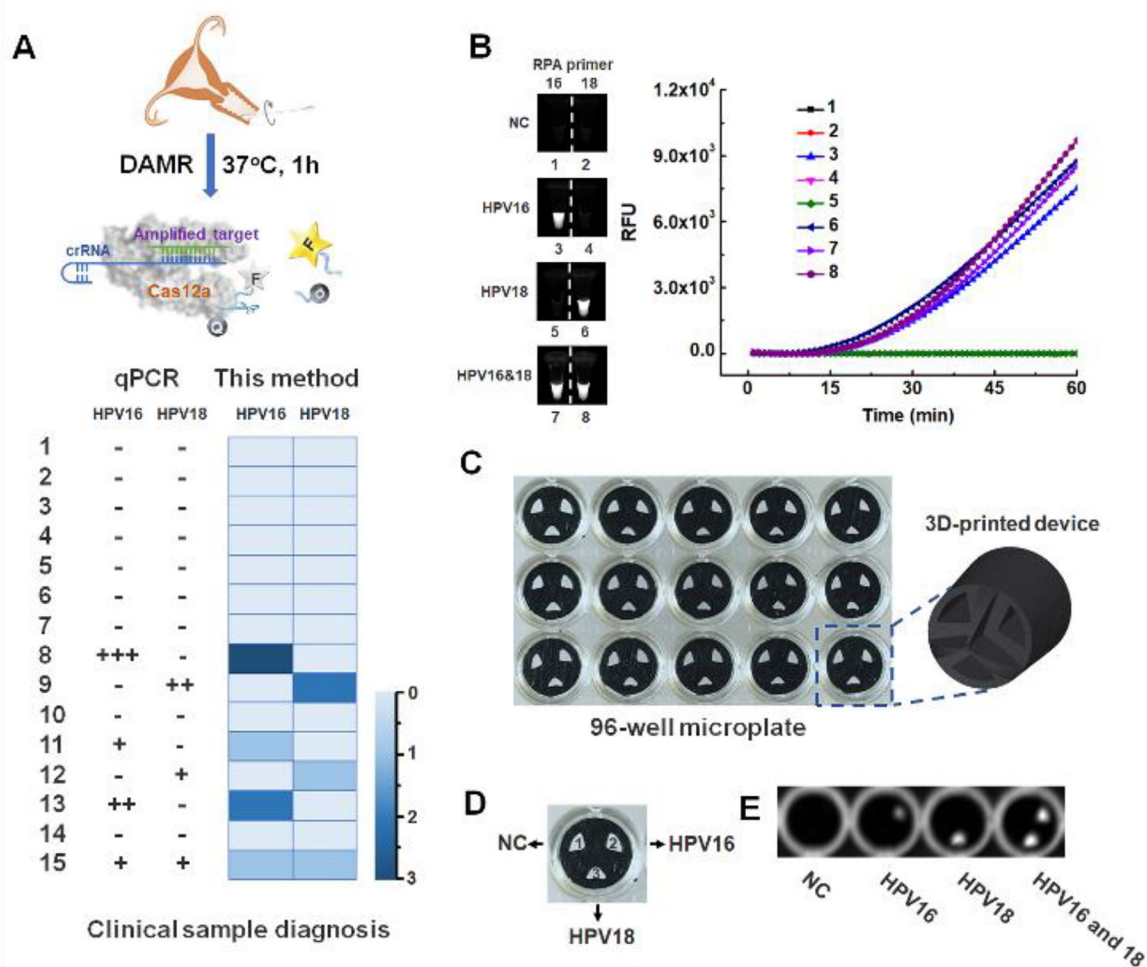 A
DAMR 37°C, 1h
Amplified target
crRNA
F
F
Cas12a
Q
Q
qPCR This method
HPV16 HPV18 HPV16 HPV18
1 - -
2 - -
3 - -
4 - -
5 - -
6 - -
7 - -
8 +++ -
9 - ++
10 - -
11 + -
12 - +
13 ++ -
14 - -
15 + +
0
1
2
3
Clinical sample diagnosis
B
RPA primer
16 18
NC
1 2
HPV16
3 4
HPV18
5 6
HPV16&18
7 8
RFU
1.2x10⁴
9.0x10³
6.0x10³
3.0x10³
0.0
1
2
3
4
5
6
7
8
0 15 30 45 60
Time (min)
C
3D-printed device
96-well microplate
D
NC
1 2
HPV16
3
HPV18
E
NC
HPV16
HPV18
HPV16 and 18